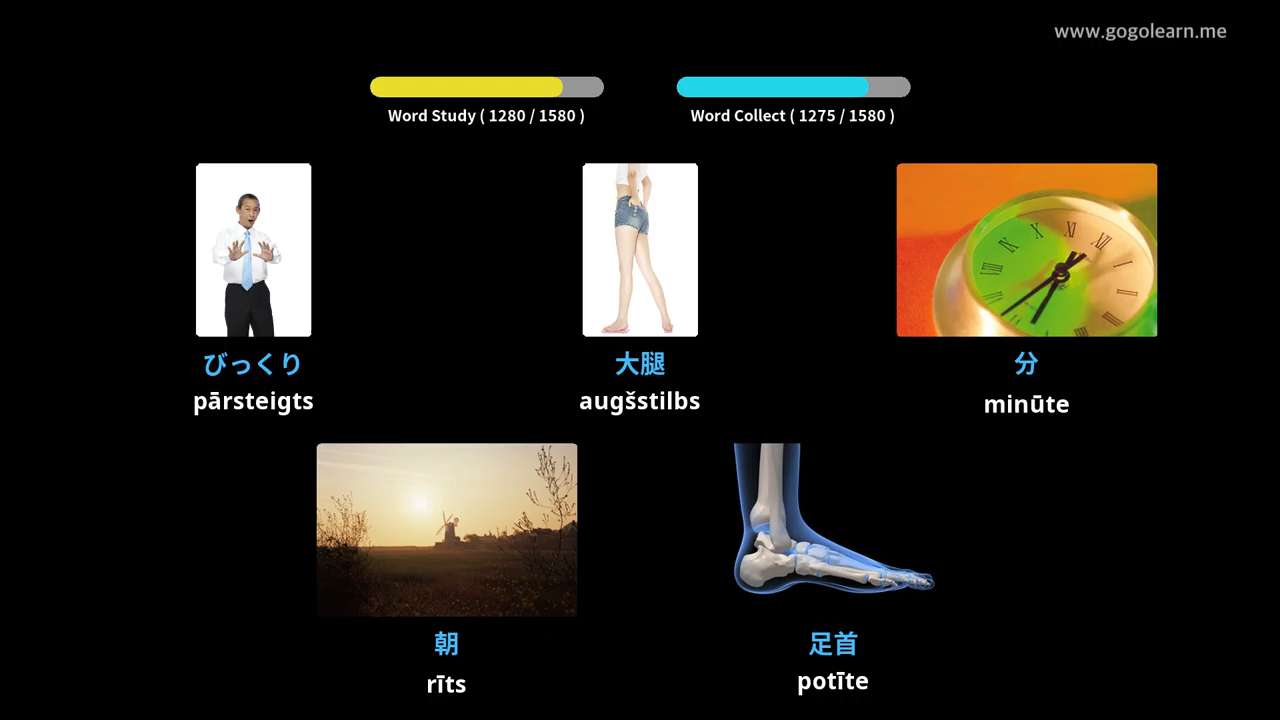 www.gogolearn.me
Word Study ( 1280 / 1580 )
Word Collect ( 1275 / 1580 )
びっくり
pārsteigts
大腿
augšstilbs
分
minūte
朝
rīts
足首
potīte